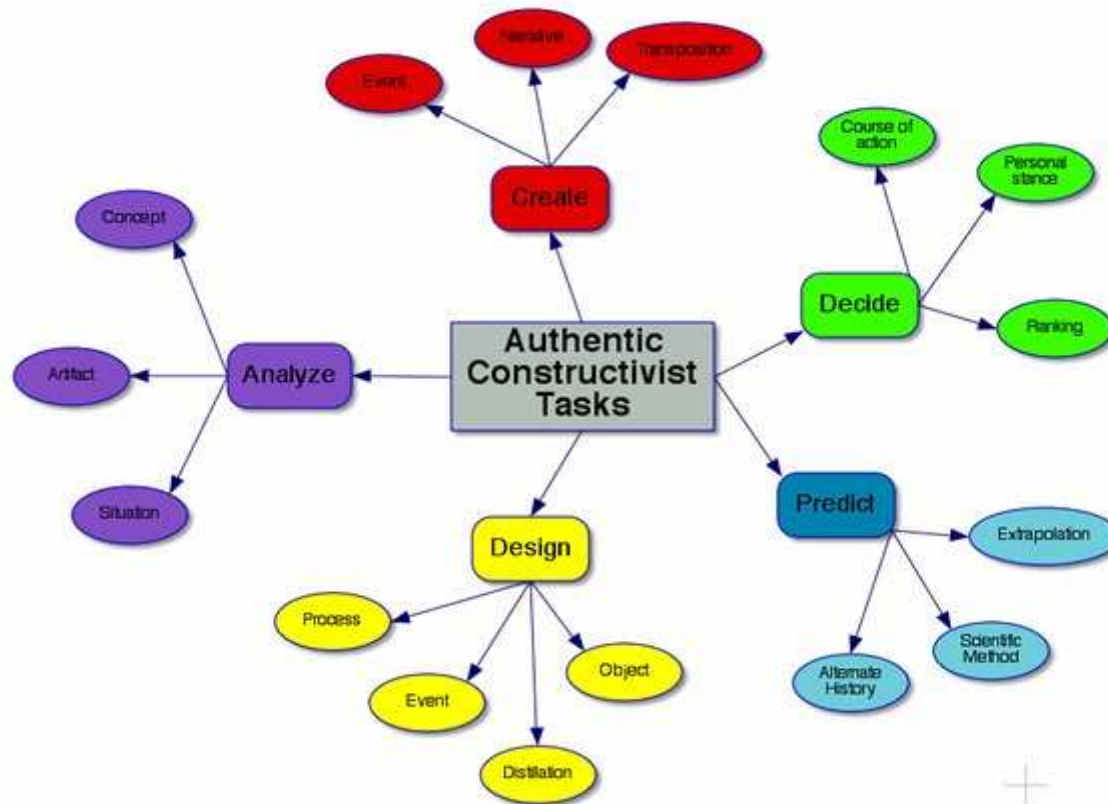 Narrative
Transposition
Event
Create
Course of
action
Personal
stance
Decide
Ranking
Concept
Artifact
Analyze
Situation
Authentic
Constructivist
Tasks
Predict
Extrapolation
Scientific
Method
Alternate
History
Design
Process
Event
Object
Distillation